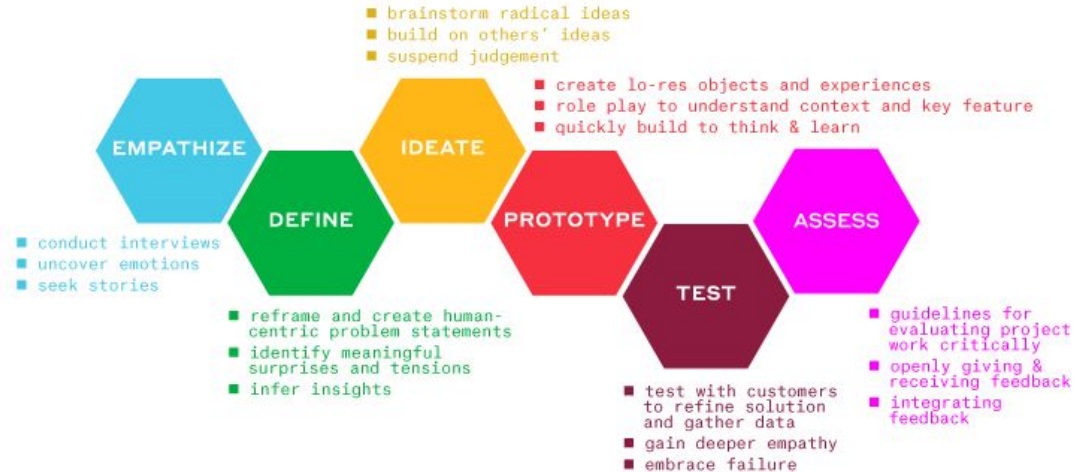 EMPATHIZE
■ conduct interviews
■ uncover emotions
■ seek stories
DEFINE
■ reframe and create human-
centric problem statements
■ identify meaningful
surprises and tensions
■ infer insights
IDEATE
■ brainstorm radical ideas
■ build on others' ideas
■ suspend judgement
PROTOTYPE
■ create lo-res objects and experiences
■ role play to understand context and key feature
■ quickly build to think & learn
TEST
■ test with customers
to refine solution
and gather data
■ gain deeper empathy
■ embrace failure
ASSESS
■ guidelines for
evaluating project
work critically
■ openly giving &
receiving feedback
■ integrating
feedback